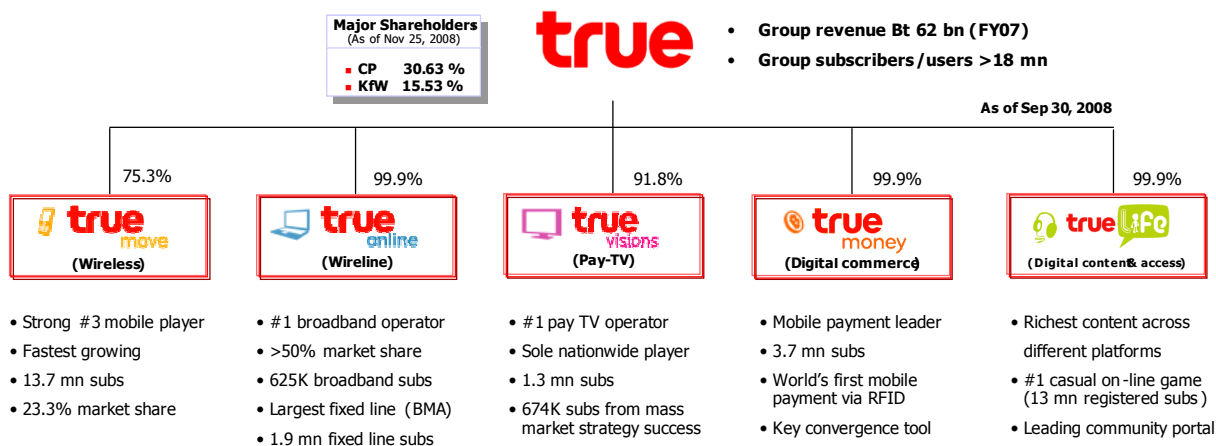 Major Shareholders
(As of Nov 25, 2008)
CP 30.63 %
KfW 15.53 %
true
• Group revenue Bt 62 bn (FY07)
• Group subscribers/users >18 mn
As of Sep 30, 2008
75.3%
99.9%
91.8%
99.9%
99.9%
true
move
(Wireless)
true
online
(Wireline)
true
visions
(Pay-TV)
true
money
(Digital commerce)
true Life
(Digital content & access)
• Strong #3 mobile player
• Fastest growing
• 13.7 mn subs
• 23.3% market share
• #1 broadband operator
• >50% market share
• 625K broadband subs
• Largest fixed line (BMA)
• 1.9 mn fixed line subs
• #1 pay TV operator
• Sole nationwide player
• 1.3 mn subs
• 674K subs from mass
market strategy success
• Mobile payment leader
• 3.7 mn subs
• World's first mobile
payment via RFID
• Key convergence tool
• Richest content across
different platforms
• #1 casual on-line game
(13 mn registered subs)
• Leading community portal